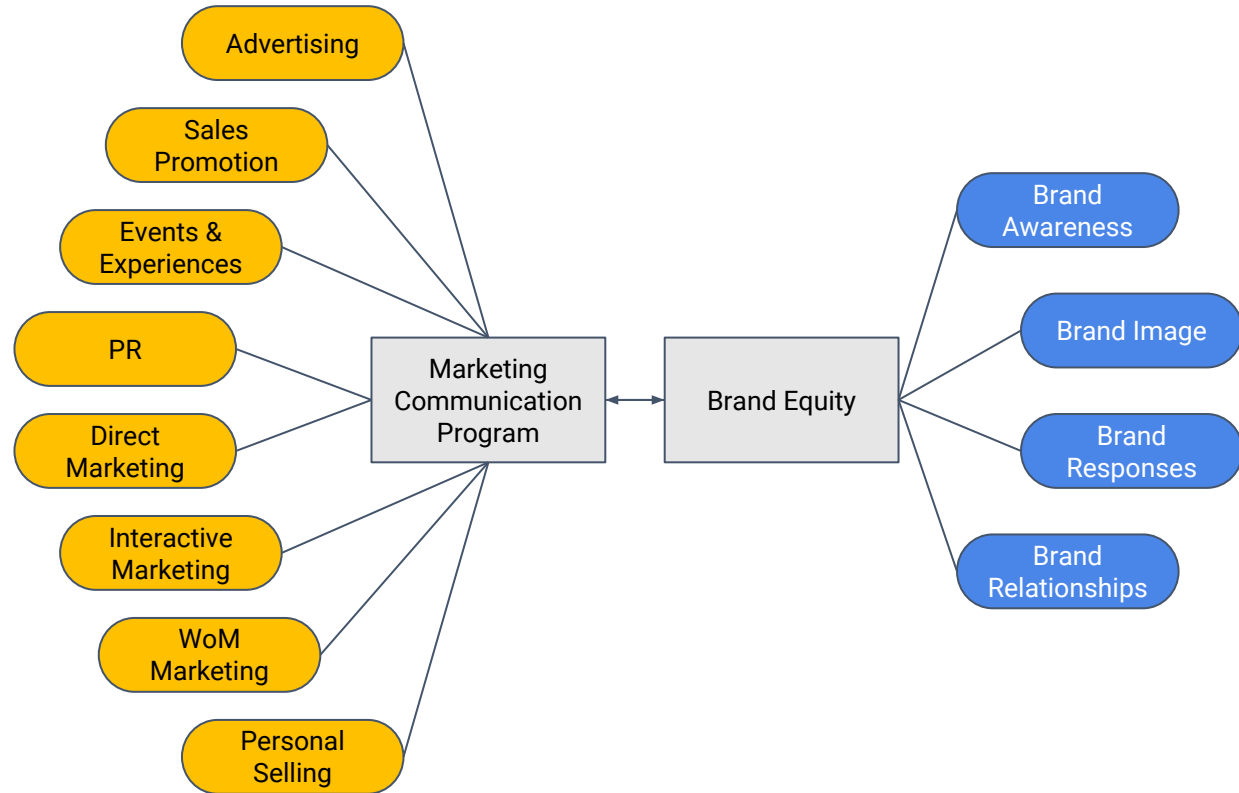 Advertising
Sales
Promotion
Events &
Experiences
PR
Direct
Marketing
Interactive
Marketing
WoM
Marketing
Personal
Selling
Marketing
Communication
Program
Brand Equity
Brand
Awareness
Brand Image
Brand
Responses
Brand
Relationships